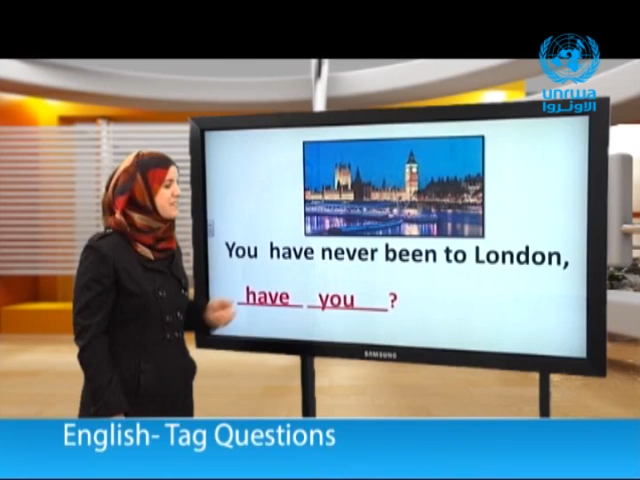 unrwa
الأونروا
You have never been to London,
have you ?
SAMSUNG
English- Tag Questions